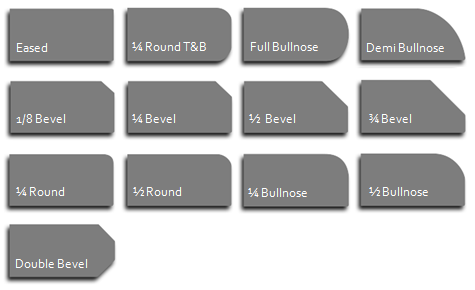 Eased
¼ Round T&B
Full Bullnose
Demi Bullnose
1/8 Bevel
¼ Bevel
½ Bevel
¾ Bevel
¼ Round
½ Round
¼ Bullnose
½ Bullnose
Double Bevel